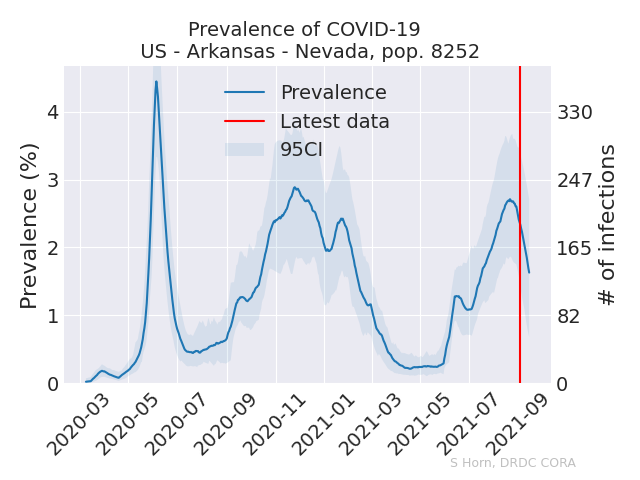 Prevalence of COVID-19
US - Arkansas - Nevada, pop. 8252
Prevalence
Latest data
95CI
Prevalence (%)
4
3
2
1
0
# of infections
330
247
165
82
0
2020-03
2020-05
2020-07
2020-09
2020-11
2021-01
2021-03
2021-05
2021-07
2021-09
S Horn, DRDC CORA